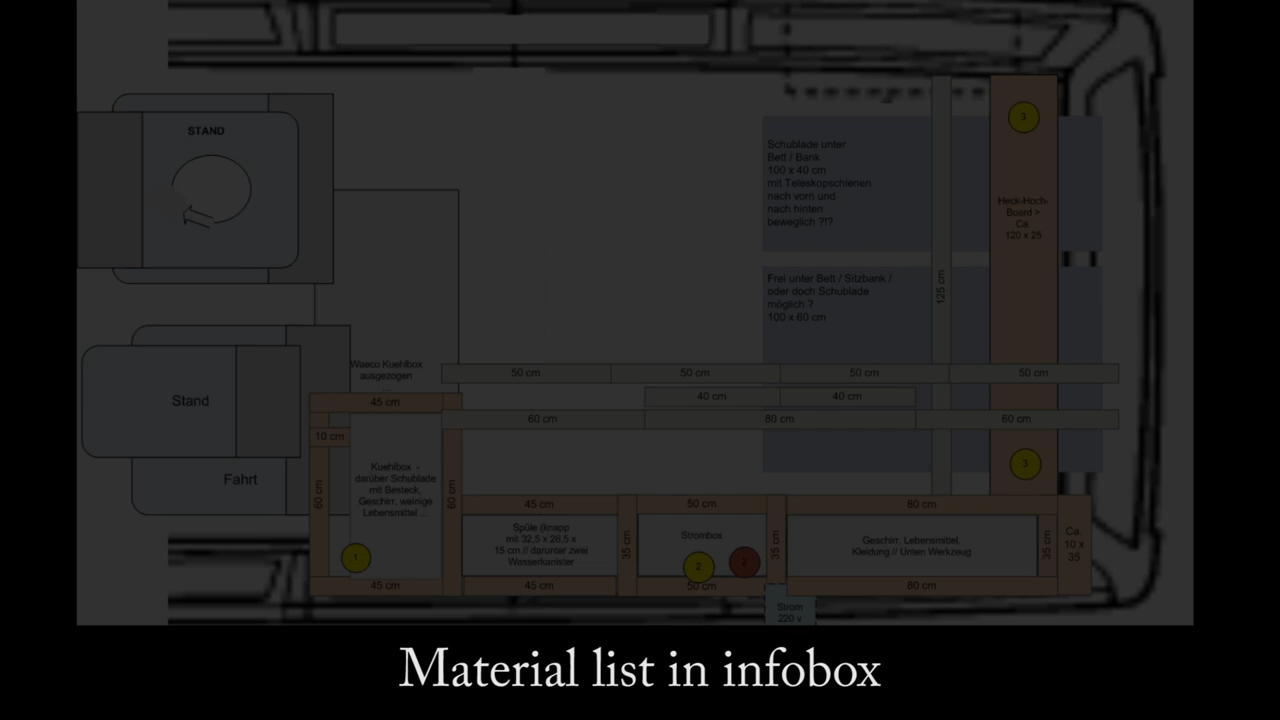 STAND
Schublade unter
Bett / Bank
100 x 40 cm
mit Teleskopschienen
nach vorn und
nach hinten
beweglich ?!?
3
Heck-Hoch-
Board >
Ca.
120 x 25
125 cm
Frei unter Bett / Sitzbank /
oder doch Schublade
möglich ?
100 x 60 cm
Waeco Kuehlbox
ausgezogen
...
50 cm
50 cm
50 cm
50 cm
40 cm
40 cm
60 cm
80 cm
60 cm
Stand
Fahrt
45 cm
10 cm
60 cm
60 cm
Kuehlbox -
darüber Schublade
mit Besteck,
Geschirr, weinige
Lebensmittel ...
1
45 cm
45 cm
Spüle (knapp
mit 32,5 x 28,5 x
15 cm // darunter zwei
Wasserkanister
45 cm
35 cm
50 cm
Strombox
2
2
50 cm
35 cm
80 cm
Geschirr, Lebensmittel,
Kleidung // Unten Werkzeug
80 cm
35 cm
3
Ca.
10 x
35
Strom
220 v
Material list in infobox